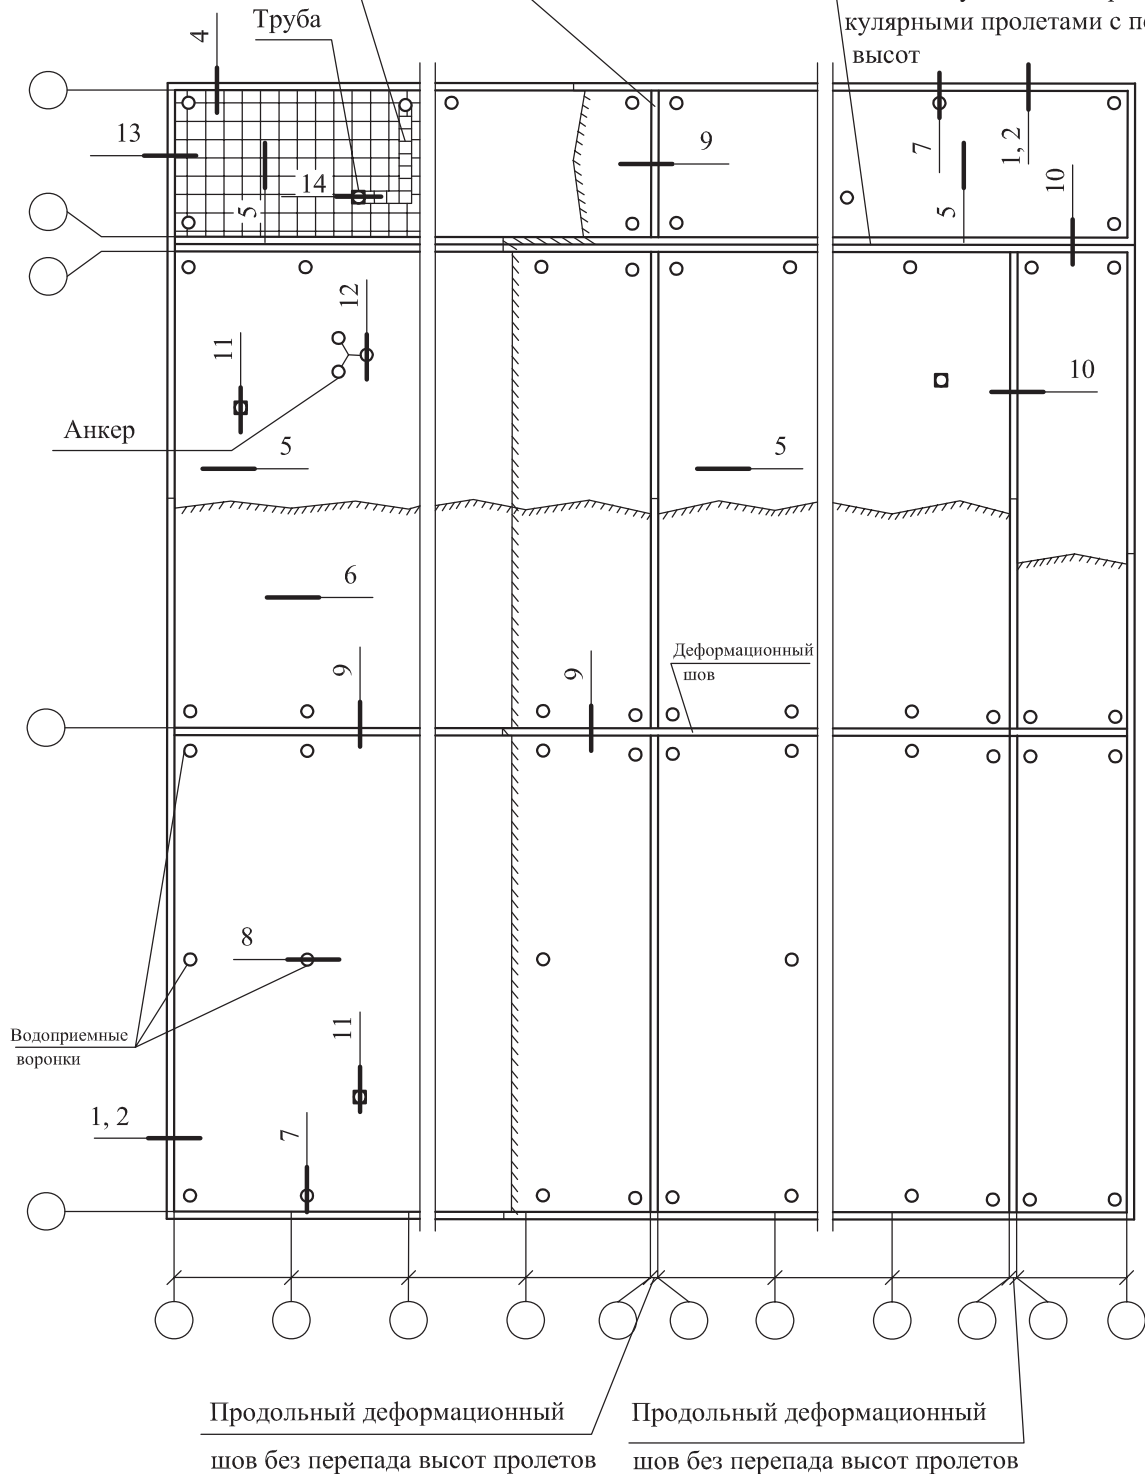 кулярными пролетами с
высот
Труба
4
13
14
5
9
7
1, 2
5
10
12
11
10
Анкер
5
5
6
9
9
Деформационный
шов
8
Водоприемные
воронки
11
1, 2
7
Продольный деформационный
шов без перепада высот пролетов
Продольный деформационный
шов без перепада высот пролетов